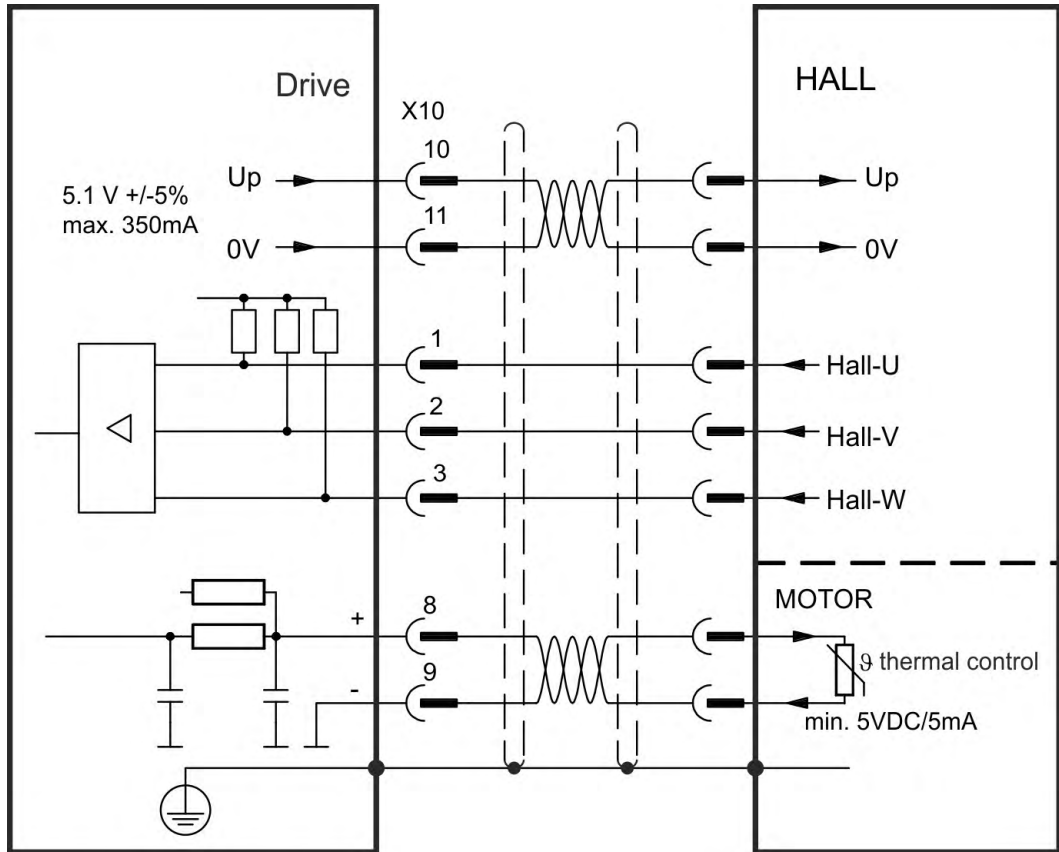 Drive
HALL
X10
10
Up
Up
5.1 V +/-5%
max. 350mA
11
0V
0V
1
Hall-U
2
Hall-V
3
Hall-W
MOTOR
8
+
ϑ thermal control
9
-
min. 5VDC/5mA